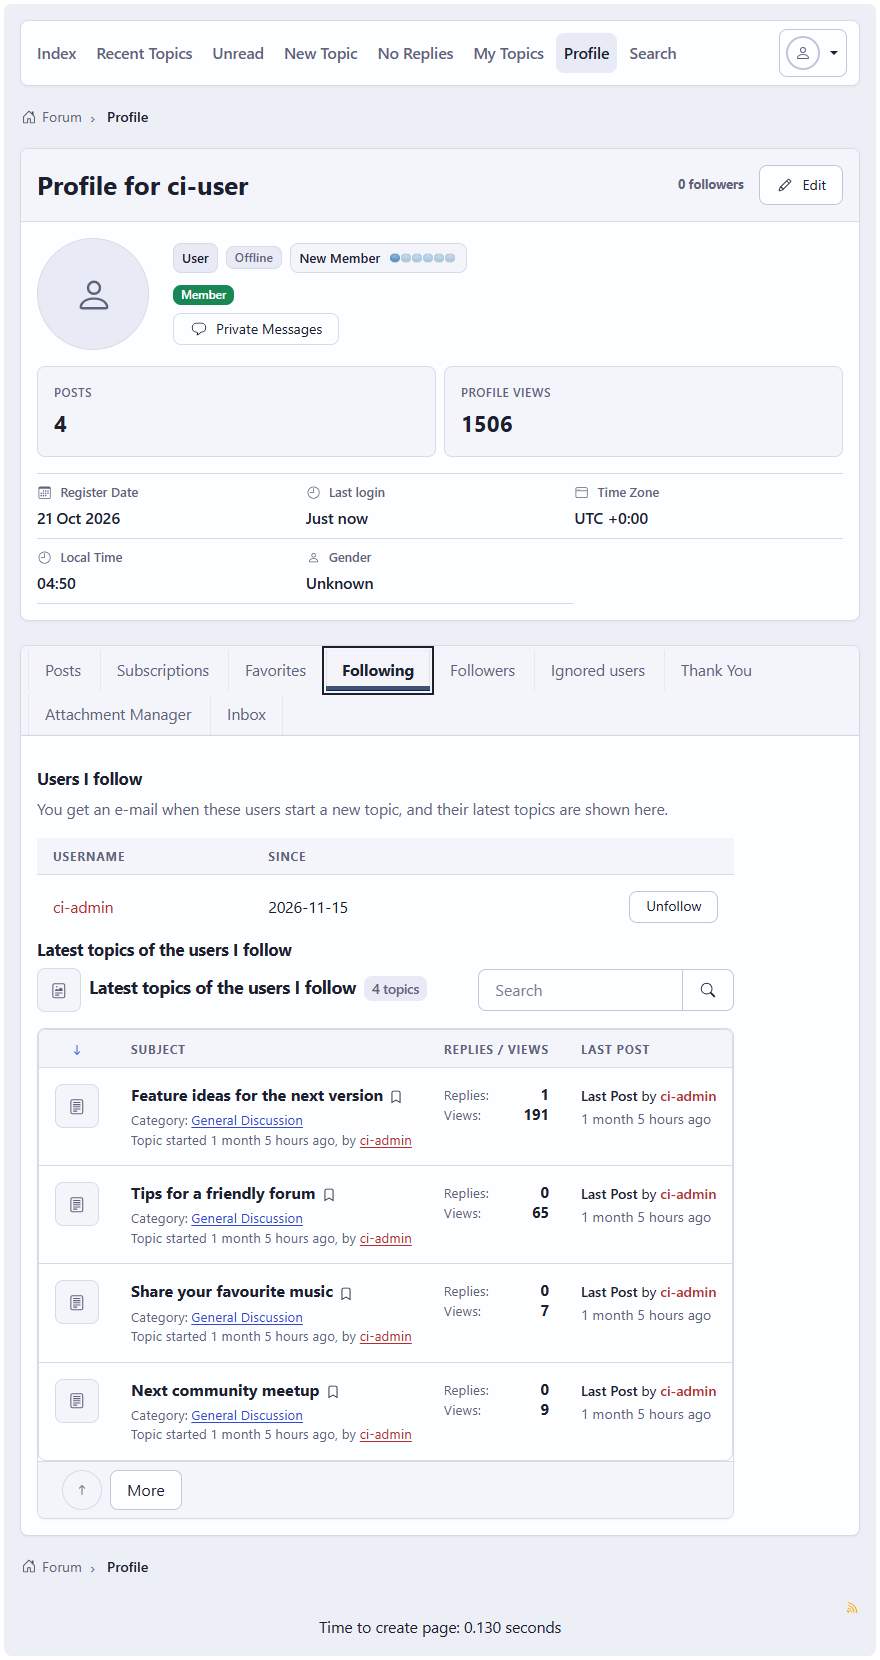 Index Recent Topics Unread New Topic No Replies My Topics Profile Search
Forum › Profile
Profile for ci-user
0 followers
Edit
User Offline New Member
Member
Private Messages
POSTS
4
PROFILE VIEWS
1506
Register Date
21 Oct 2026
Last login
Just now
Time Zone
UTC +0:00
Local Time
04:50
Gender
Unknown
Posts Subscriptions Favorites Following Followers Ignored users Thank You
Attachment Manager Inbox
Users I follow
You get an e-mail when these users start a new topic, and their latest topics are shown here.
USERNAME SINCE
ci-admin 2026-11-15 Unfollow
Latest topics of the users I follow
Latest topics of the users I follow 4 topics Search
↓ SUBJECT REPLIES / VIEWS LAST POST
Feature ideas for the next version
Category: General Discussion
Topic started 1 month 5 hours ago, by ci-admin
Replies: 1
Views: 191
Last Post by ci-admin
1 month 5 hours ago
Tips for a friendly forum
Category: General Discussion
Topic started 1 month 5 hours ago, by ci-admin
Replies: 0
Views: 65
Last Post by ci-admin
1 month 5 hours ago
Share your favourite music
Category: General Discussion
Topic started 1 month 5 hours ago, by ci-admin
Replies: 0
Views: 7
Last Post by ci-admin
1 month 5 hours ago
Next community meetup
Category: General Discussion
Topic started 1 month 5 hours ago, by ci-admin
Replies: 0
Views: 9
Last Post by ci-admin
1 month 5 hours ago
↑ More
Forum › Profile
Time to create page: 0.130 seconds